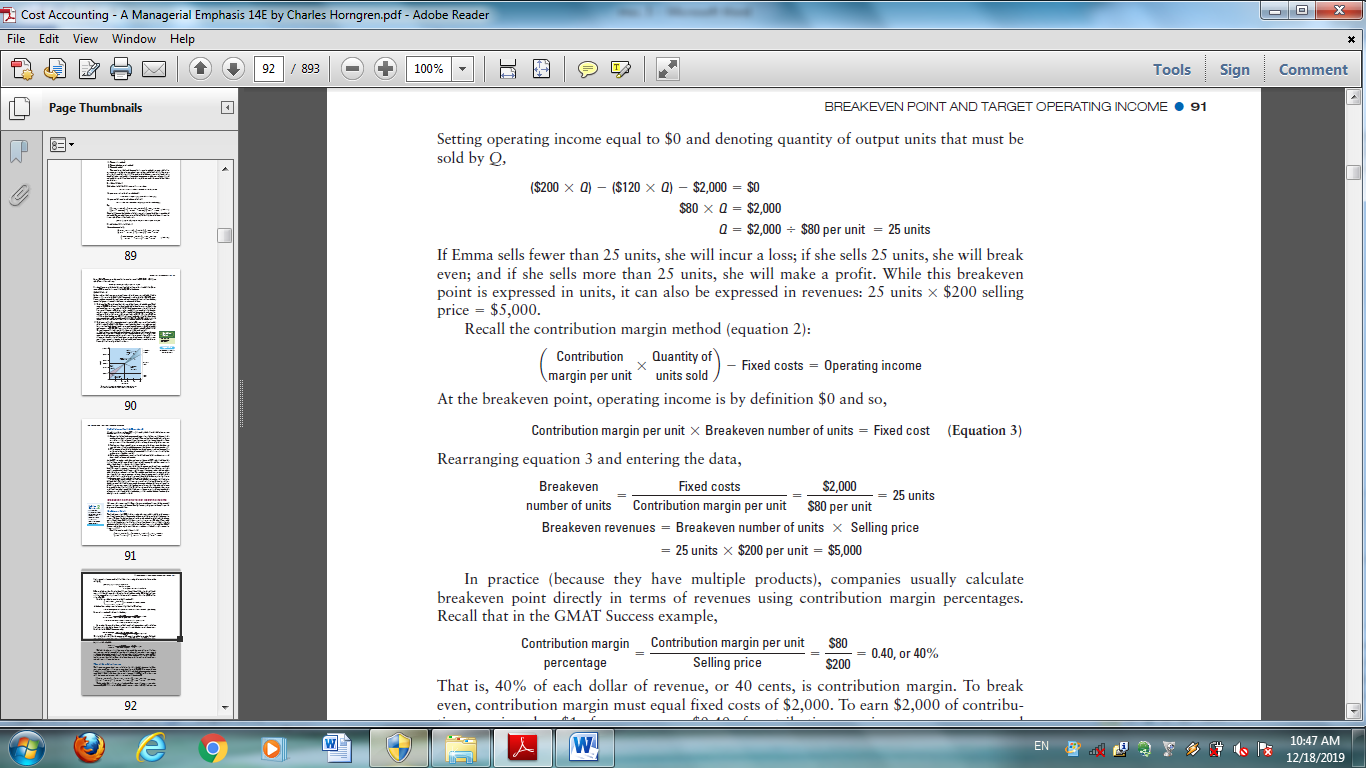 Cost Accounting - A Managerial Emphasis 14E by Charles Horngren.pdf - Adobe Reader
File Edit View Window Help
92 / 893 100% Tools Sign Comment
Page Thumbnails
89
90
91
92
BREAKEVEN POINT AND TARGET OPERATING INCOME ● 91
Setting operating income equal to $0 and denoting quantity of output units that must be
sold by Q,
($200 × Q) − ($120 × Q) − $2,000 = $0
$80 × Q = $2,000
Q = $2,000 ÷ $80 per unit = 25 units
If Emma sells fewer than 25 units, she will incur a loss; if she sells 25 units, she will break
even; and if she sells more than 25 units, she will make a profit. While this breakeven
point is expressed in units, it can also be expressed in revenues: 25 units × $200 selling
price = $5,000.
Recall the contribution margin method (equation 2):
( Contribution × Quantity of ) − Fixed costs = Operating income
margin per unit units sold
At the breakeven point, operating income is by definition $0 and so,
Contribution margin per unit × Breakeven number of units = Fixed cost (Equation 3)
Rearranging equation 3 and entering the data,
Breakeven = Fixed costs = $2,000 = 25 units
number of units Contribution margin per unit $80 per unit
Breakeven revenues = Breakeven number of units × Selling price
= 25 units × $200 per unit = $5,000
In practice (because they have multiple products), companies usually calculate
breakeven point directly in terms of revenues using contribution margin percentages.
Recall that in the GMAT Success example,
Contribution margin = Contribution margin per unit = $80 = 0.40, or 40%
percentage Selling price $200
That is, 40% of each dollar of revenue, or 40 cents, is contribution margin. To break
even, contribution margin must equal fixed costs of $2,000. To earn $2,000 of contribu-
EN
10:47 AM
12/18/2019